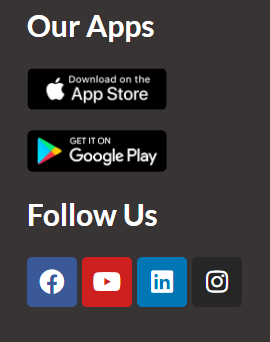 Our Apps
Download on the
App Store
GET IT ON
Google Play
Follow Us